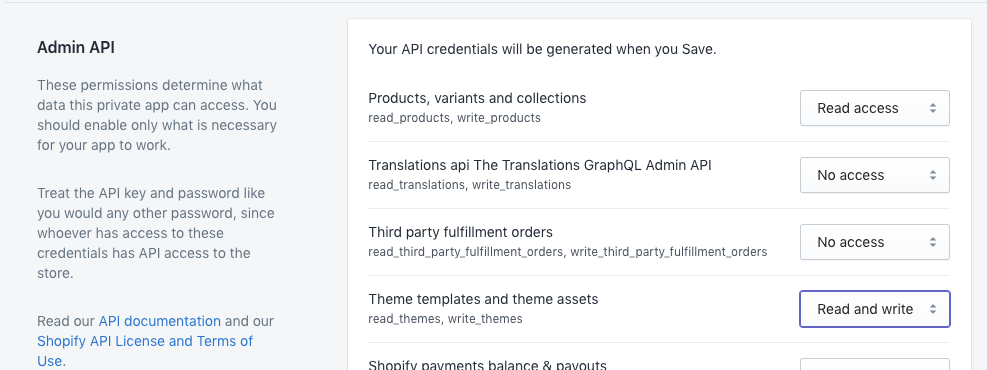 Admin API
These permissions determine what
data this private app can access. You
should enable only what is necessary
for your app to work.
Treat the API key and password like
you would any other password, since
whoever has access to these
credentials has API access to the
store.
Read our API documentation and our
Shopify API License and Terms of
Use.
Your API credentials will be generated when you Save.
Products, variants and collections
read_products, write_products
Read access
Translations api The Translations GraphQL Admin API
read_translations, write_translations
No access
Third party fulfillment orders
read_third_party_fulfillment_orders, write_third_party_fulfillment_orders
No access
Theme templates and theme assets
read_themes, write_themes
Read and write
Shopify payments balance & payouts